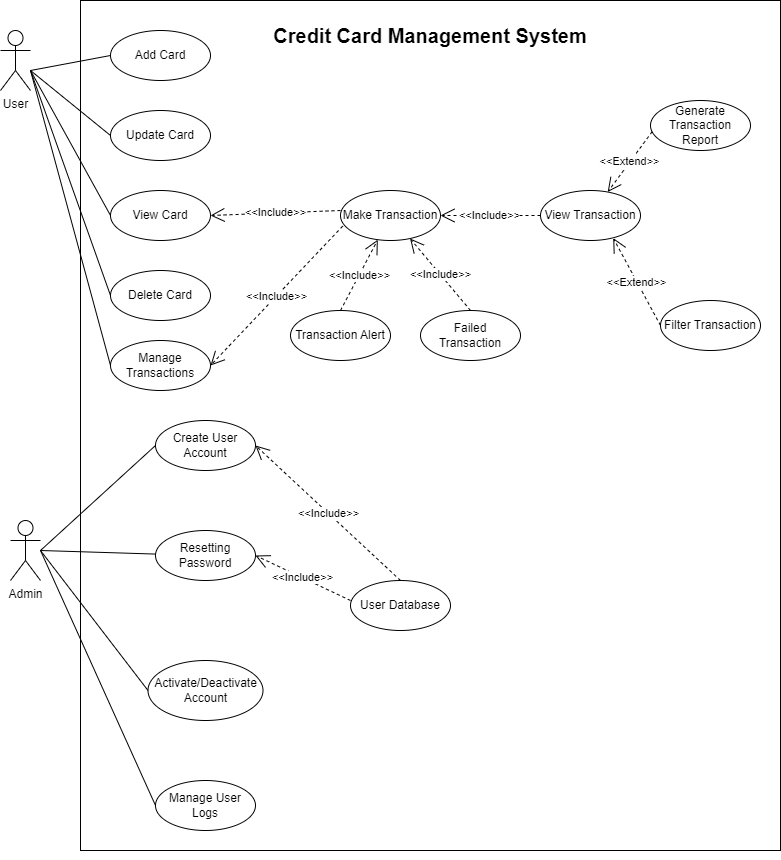 Credit Card Management System
User
Add Card
Update Card
View Card
Delete Card
Manage
Transactions
<<Include>>
<<Include>>
Make Transaction
<<Include>>
View Transaction
<<Extend>>
Generate
Transaction
Report
<<Extend>>
Filter Transaction
<<Include>>
<<Include>>
Transaction Alert
Failed
Transaction
Admin
Create User
Account
Resetting
Password
<<Include>>
<<Include>>
User Database
Activate/Deactivate
Account
Manage User
Logs